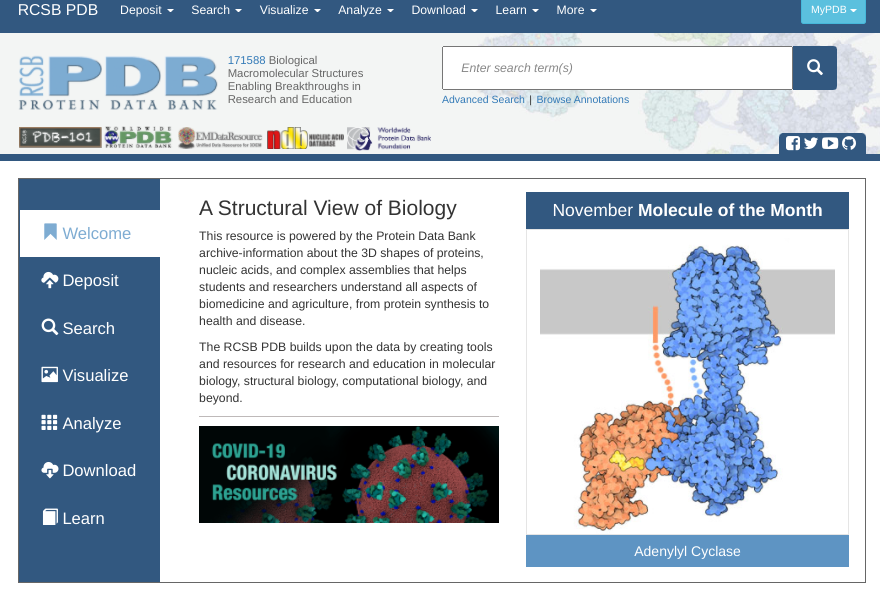 RCSB PDB Deposit Search Visualize Analyze Download Learn More MyPDB
RCSB
PDB
PROTEIN DATA BANK
171588 Biological
Macromolecular Structures
Enabling Breakthroughs in
Research and Education
Enter search term(s)
Advanced Search | Browse Annotations
PDB-101
WORLDWIDE
PDB
PROTEIN DATA BANK
EMDataResource
Unified Data Resource for 3DEM
ndb
NUCLEIC ACID
DATABASE
Worldwide
Protein Data Bank
Foundation
Welcome
Deposit
Search
Visualize
Analyze
Download
Learn
A Structural View of Biology
This resource is powered by the Protein Data Bank
archive-information about the 3D shapes of proteins,
nucleic acids, and complex assemblies that helps
students and researchers understand all aspects of
biomedicine and agriculture, from protein synthesis to
health and disease.
The RCSB PDB builds upon the data by creating tools
and resources for research and education in molecular
biology, structural biology, computational biology, and
beyond.
COVID-19
CORONAVIRUS
Resources
November Molecule of the Month
Adenylyl Cyclase